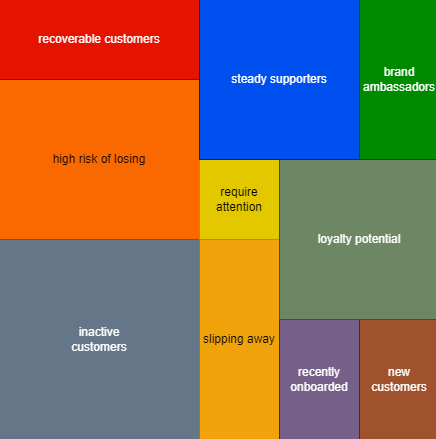 recoverable customers
steady supporters
brand
ambassadors
high risk of losing
require
attention
loyalty potential
inactive
customers
slipping away
recently
onboarded
new
customers